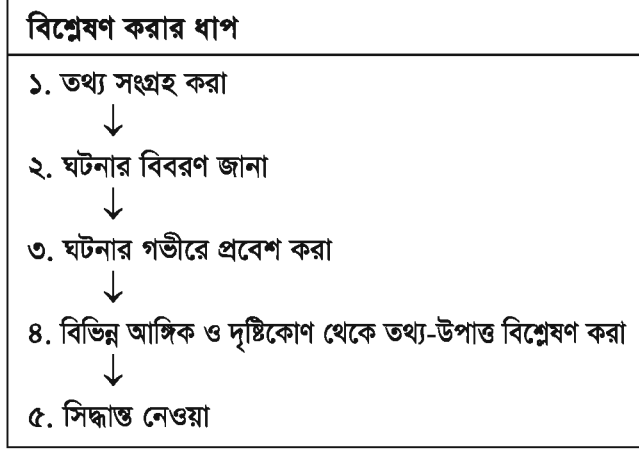 বিশ্লেষণ করার ধাপ
১. তথ্য সংগ্রহ করা
↓
২. ঘটনার বিবরণ জানা
↓
৩. ঘটনার গভীরে প্রবেশ করা
↓
৪. বিভিন্ন আঙ্গিক ও দৃষ্টিকোণ থেকে তথ্য-উপাত্ত বিশ্লেষণ করা
↓
৫. সিদ্ধান্ত নেওয়া